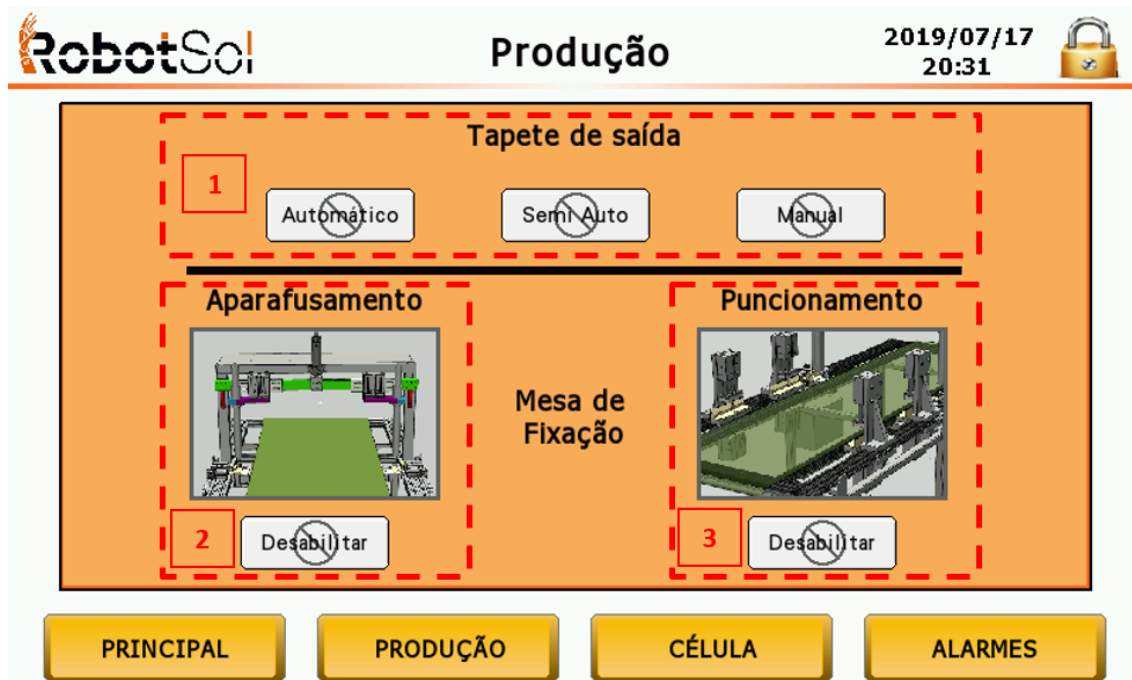 RobotSol
Produção
2019/07/17
20:31
Tapete de saída
1
Automático
Semi Auto
Manual
Aparafusamento
Puncionamento
Mesa de
Fixação
2
Desabilitar
3
Desabilitar
PRINCIPAL
PRODUÇÃO
CÉLULA
ALARMES